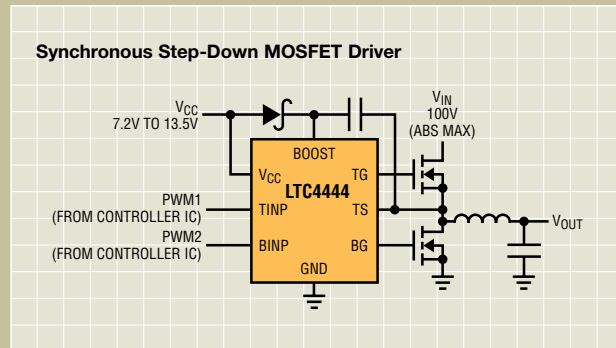 Synchronous Step-Down MOSFET Driver
VCC
7.2V TO 13.5V
VIN
100V
(ABS MAX)
BOOST
VCC
TG
LTC4444
PWM1
(FROM CONTROLLER IC)
TINP
TS
VOUT
PWM2
(FROM CONTROLLER IC)
BINP
BG
GND